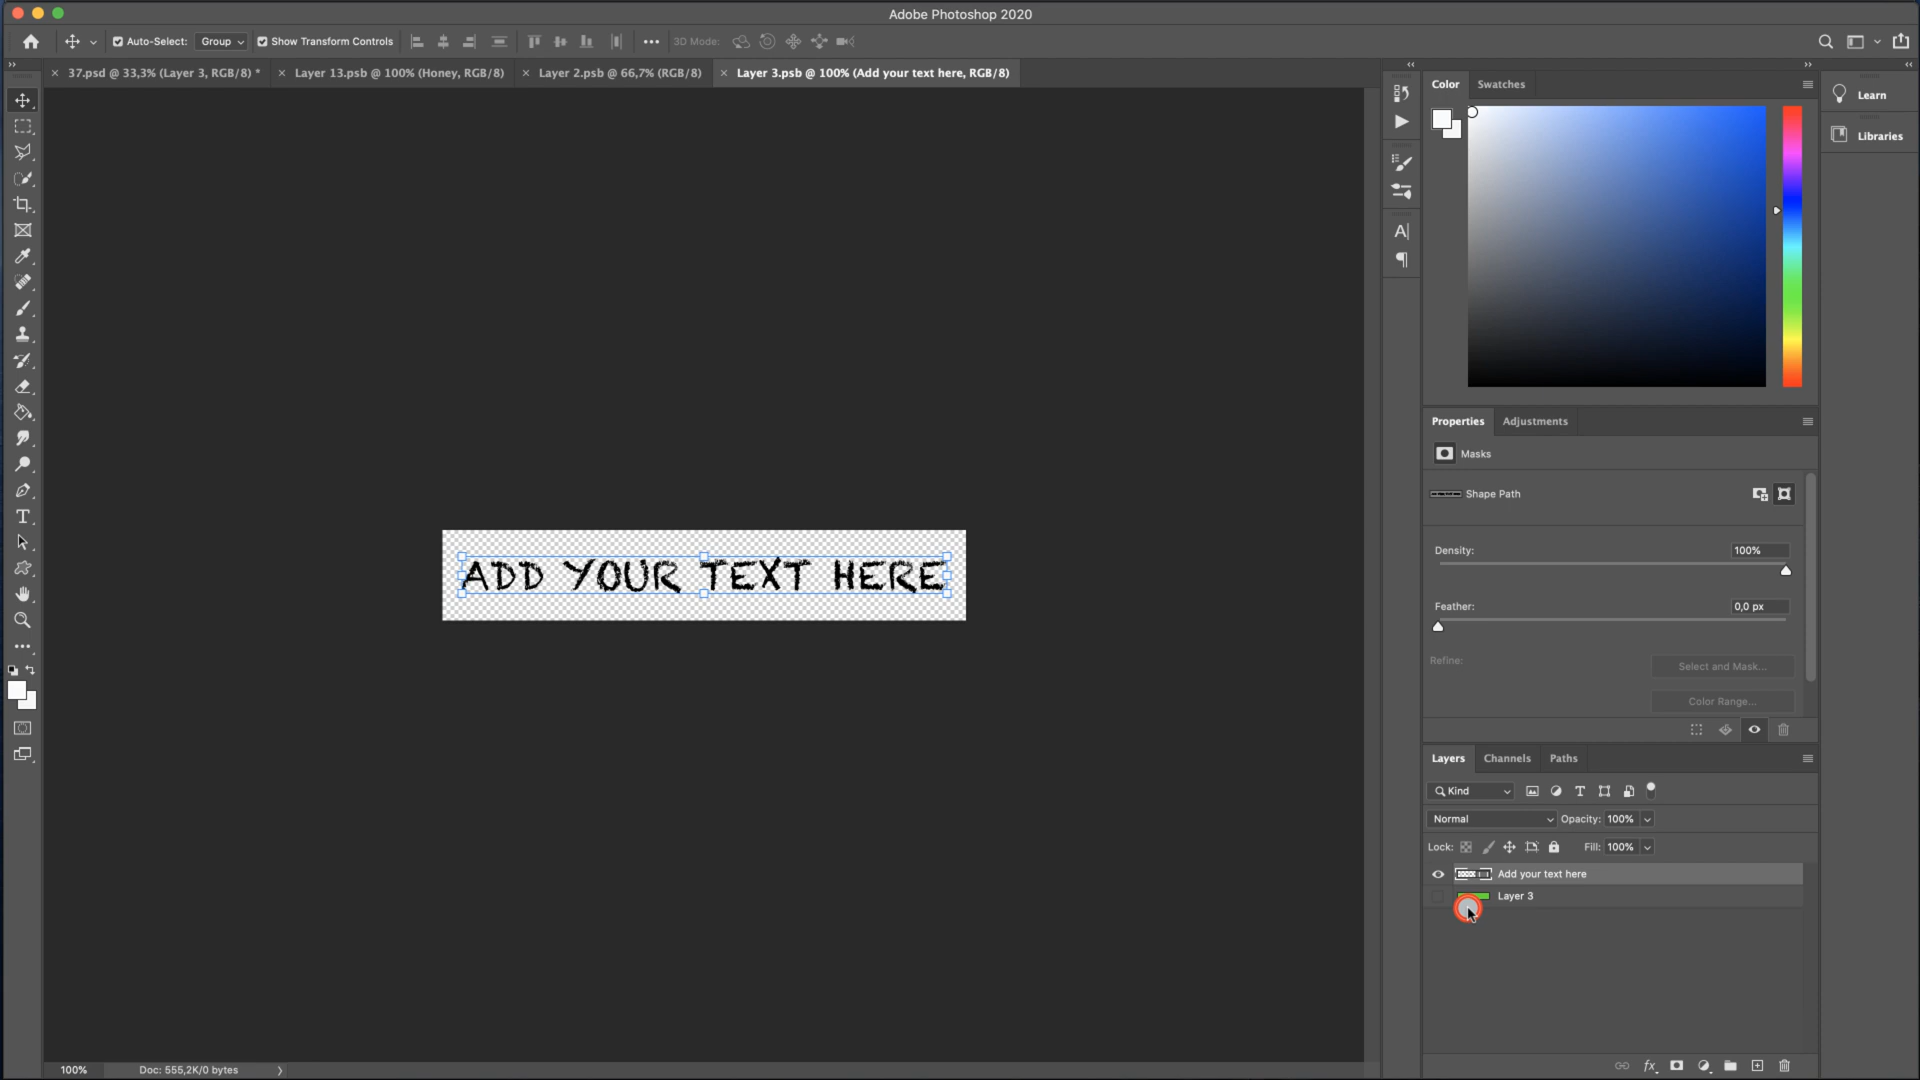 Adobe Photoshop 2020
Auto-Select: Group Show Transform Controls 3D Mode:
37.psd @ 33,3% (Layer 3, RGB/8) * Layer 13.psb @ 100% (Honey, RGB/8) Layer 2.psb @ 66,7% (RGB/8) Layer 3.psb @ 100% (Add your text here, RGB/8)
Color Swatches
Learn
Libraries
Properties Adjustments
Masks
Shape Path
Density: 100%
Feather: 0,0 px
Refine:
Select and Mask...
Color Range...
ADD YOUR TEXT HERE
Layers Channels Paths
Kind
Normal Opacity: 100%
Lock: Fill: 100%
Add your text here
Layer 3
100% Doc: 555,2K/0 bytes